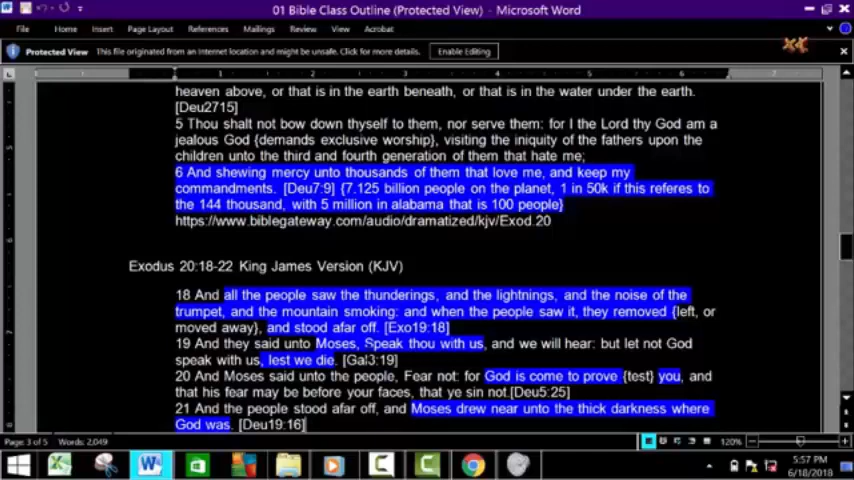 01 Bible Class Outline (Protected View) - Microsoft Word
File Home Insert Page Layout References Mailings Review View Acrobat
Protected View This file originated from an Internet location and might be unsafe. Click for more details. Enable Editing
heaven above, or that is in the earth beneath, or that is in the water under the earth.
[Deu2715]
5 Thou shalt not bow down thyself to them, nor serve them: for I the Lord thy God am a
jealous God {demands exclusive worship}, visiting the iniquity of the fathers upon the
children unto the third and fourth generation of them that hate me;
6 And shewing mercy unto thousands of them that love me, and keep my
commandments. [Deu7:9] {7.125 billion people on the planet, 1 in 50k if this referes to
the 144 thousand, with 5 million in alabama that is 100 people}
https://www.biblegateway.com/audio/dramatized/kjv/Exod.20
Exodus 20:18-22 King James Version (KJV)
18 And all the people saw the thunderings, and the lightnings, and the noise of the
trumpet, and the mountain smoking: and when the people saw it, they removed {left, or
moved away}, and stood afar off. [Exo19:18]
19 And they said unto Moses, Speak thou with us, and we will hear: but let not God
speak with us, lest we die. [Gal3:19]
20 And Moses said unto the people, Fear not: for God is come to prove {test} you, and
that his fear may be before your faces, that ye sin not.[Deu5:25]
21 And the people stood afar off, and Moses drew near unto the thick darkness where
God was. [Deu19:16]
Page: 3 of 5 Words: 2,049 120%
5:57 PM
6/18/2018